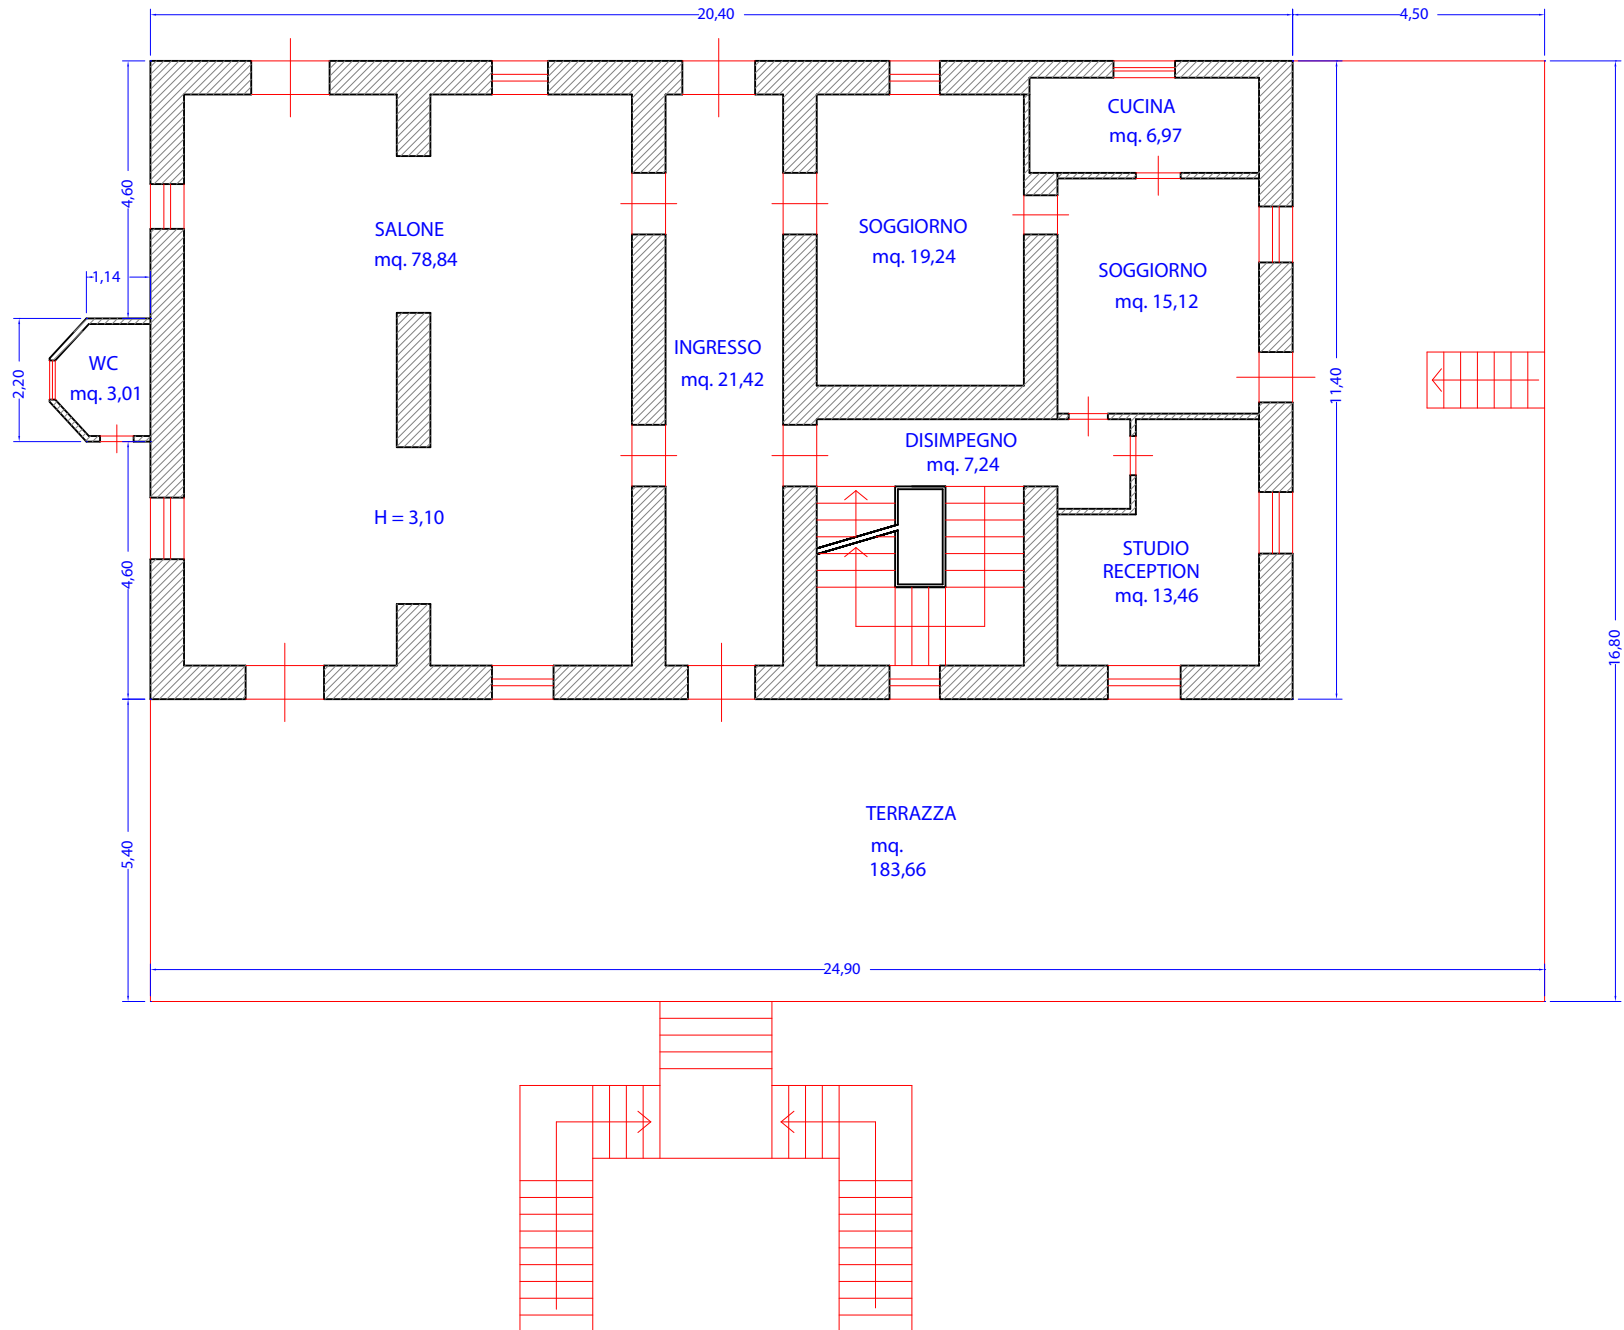 20,40
4,50
CUCINA
mq. 6,97
4,60
SALONE
mq. 78,84
SOGGIORNO
mq. 19,24
SOGGIORNO
mq. 15,12
1,14
WC
mq. 3,01
2,20
INGRESSO
mq. 21,42
11,40
DISIMPEGNO
mq. 7,24
H = 3,10
STUDIO
RECEPTION
mq. 13,46
4,60
16,80
TERRAZZA
mq.
183,66
5,40
24,90